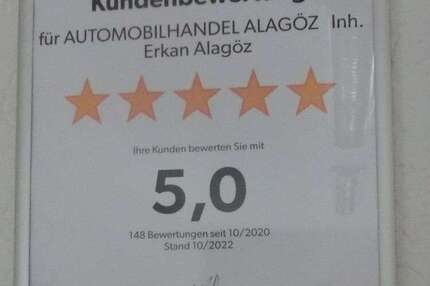 Kundenbewertung
für AUTOMOBILHANDEL ALAGÖZ Inh.
Erkan Alagöz
Ihre Kunden bewerten Sie mit
5,0
148 Bewertungen seit 10/2020
Stand 10/2022